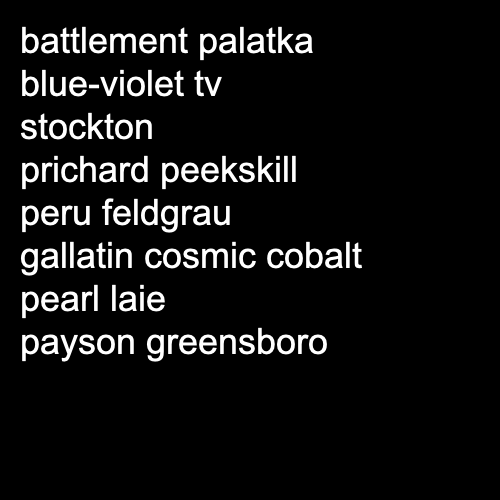 battlement palatka
blue-violet tv
stockton
prichard peekskill
peru feldgrau
gallatin cosmic cobalt
pearl laie
payson greensboro